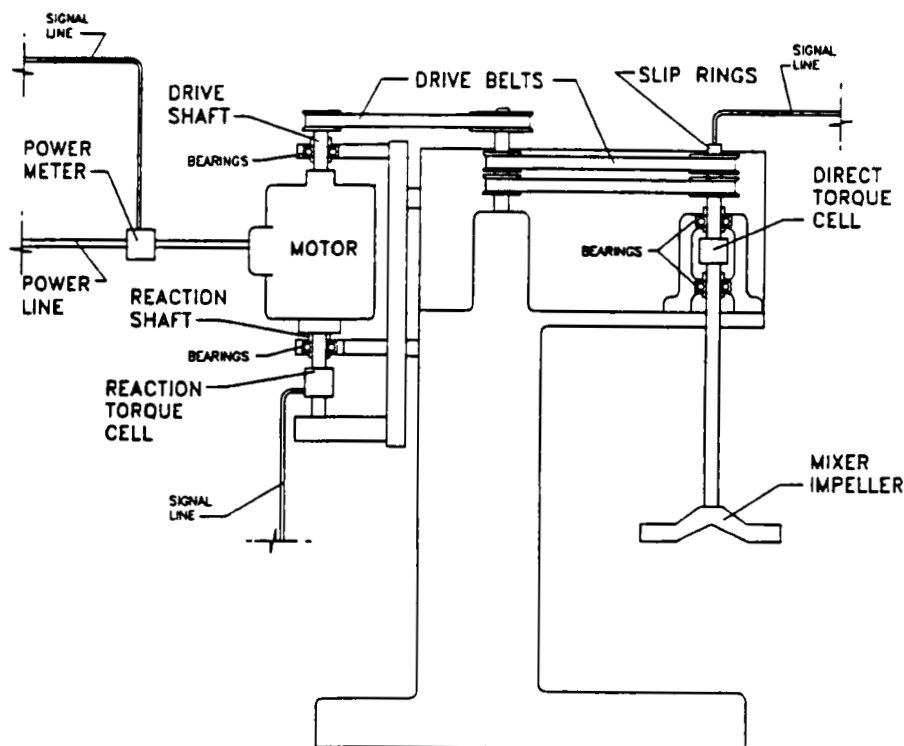 SIGNAL
LINE
DRIVE BELTS
SLIP RINGS
SIGNAL
LINE
DRIVE
SHAFT
BEARINGS
POWER
METER
DIRECT
TORQUE
CELL
MOTOR
BEARINGS
POWER
LINE
REACTION
SHAFT
BEARINGS
REACTION
TORQUE
CELL
MIXER
IMPELLER
SIGNAL
LINE